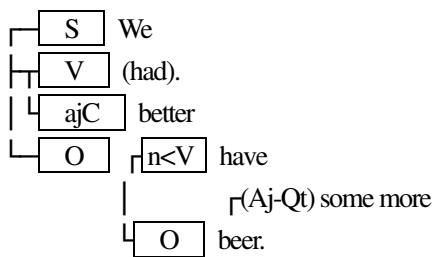 S We
V (had).
ajC better
O n<V have
(Aj-Qt) some more
O beer.